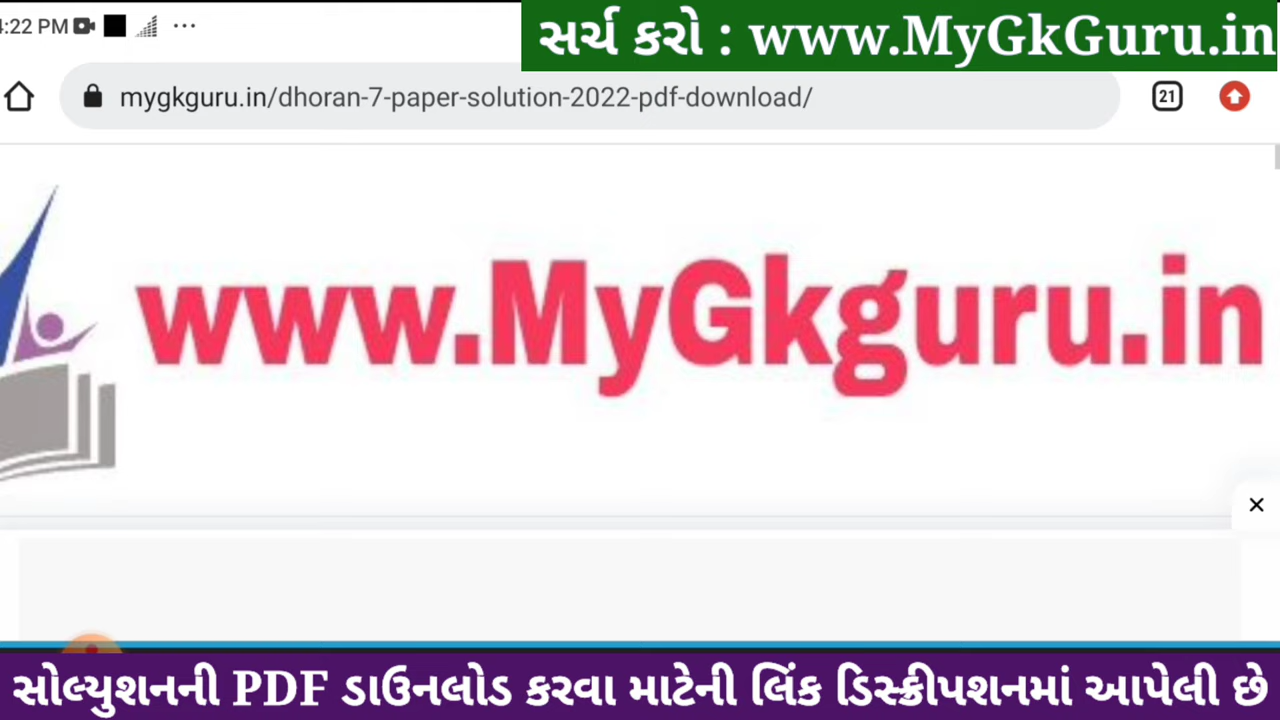 4:22 PM
સર્ચ કરો : www.MyGkGuru.in
mygkguru.in/dhoran-7-paper-solution-2022-pdf-download/
21
www.MyGkguru.in
સોલ્યુશનની PDF ડાઉનલોડ કરવા માટેની લિંક ડિસ્ક્રીપશનમાં આપેલી છે